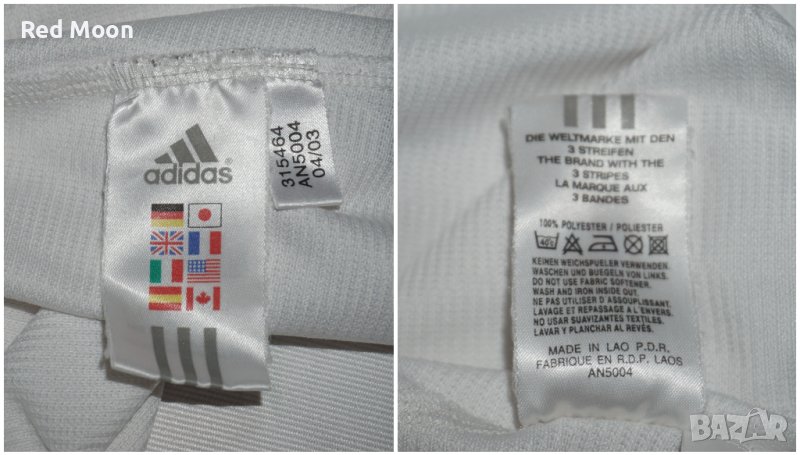 Red Moon
adidas
315464
AN5004
04/03
DIE WELTMARKE MIT DEN
3 STREIFEN
THE BRAND WITH THE
3 STRIPES
LA MARQUE AUX
3 BANDES
100% POLYESTER / POLIESTER
40°c
KEINEN WEICHSPUELER VERWENDEN.
WASCHEN UND BUEGELN VON LINKS.
DO NOT USE FABRIC SOFTENER.
WASH AND IRON INSIDE OUT.
NE PAS UTILISER D'ASSOUPLISSANT.
LAVAGE ET REPASSAGE A L'ENVERS.
NO USAR SUAVIZANTES TEXTILES.
LAVAR Y PLANCHAR AL REVÉS.
MADE IN LAO P.D.R.
FABRIQUE EN R.D.P. LAOS
AN5004
BAZAR